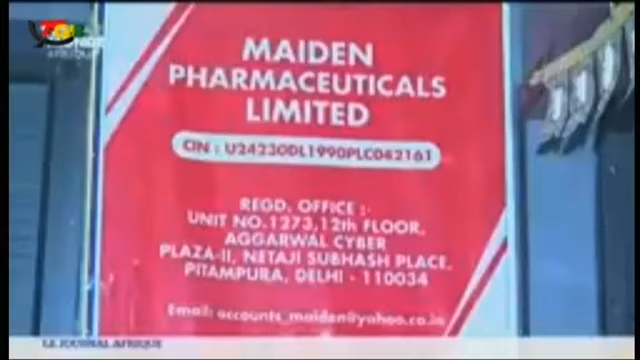 MAIDEN
PHARMACEUTICALS
LIMITED
CIN : U24230DL1990PLC042161
REGD. OFFICE :-
UNIT NO.1273,12th FLOOR,
AGGARWAL CYBER
PLAZA-II, NETAJI SUBHASH PLACE,
PITAMPURA, DELHI - 110034
Email: accounts_maiden@yahoo.co.in
LE JOURNAL AFRIQUE